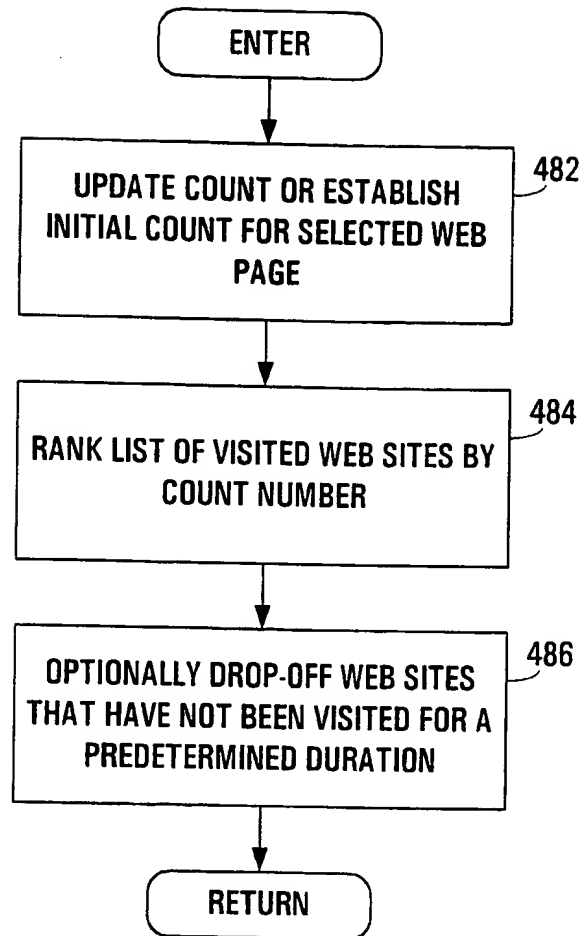 ENTER
UPDATE COUNT OR ESTABLISH
INITIAL COUNT FOR SELECTED WEB
PAGE
482
RANK LIST OF VISITED WEB SITES BY
COUNT NUMBER
484
OPTIONALLY DROP-OFF WEB SITES
THAT HAVE NOT BEEN VISITED FOR A
PREDETERMINED DURATION
486
RETURN